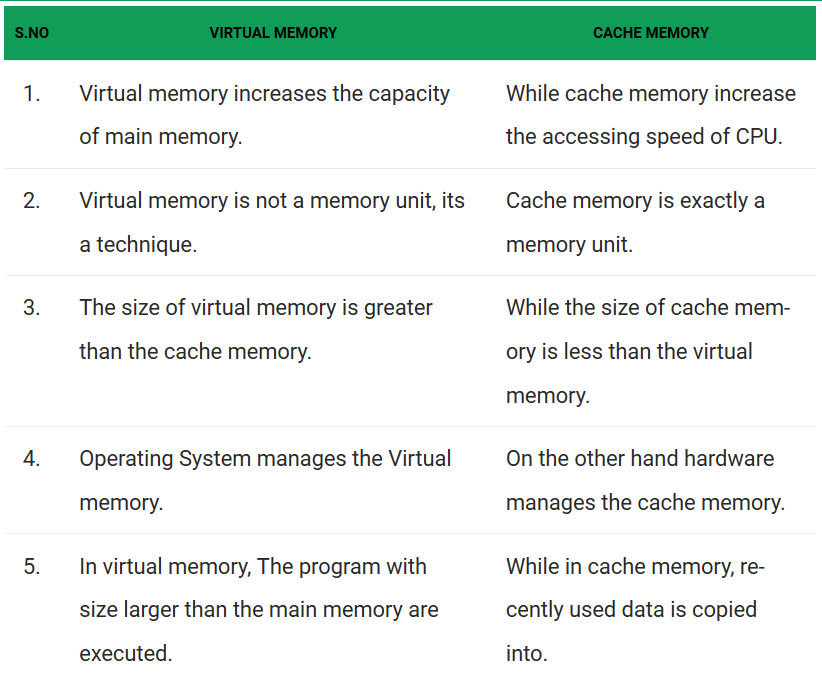 S.NO VIRTUAL MEMORY CACHE MEMORY
1. Virtual memory increases the capacity While cache memory increase
of main memory. the accessing speed of CPU.
2. Virtual memory is not a memory unit, its Cache memory is exactly a
a technique. memory unit.
3. The size of virtual memory is greater While the size of cache mem-
than the cache memory. ory is less than the virtual
memory.
4. Operating System manages the Virtual On the other hand hardware
memory. manages the cache memory.
5. In virtual memory, The program with While in cache memory, re-
size larger than the main memory are cently used data is copied
executed. into.